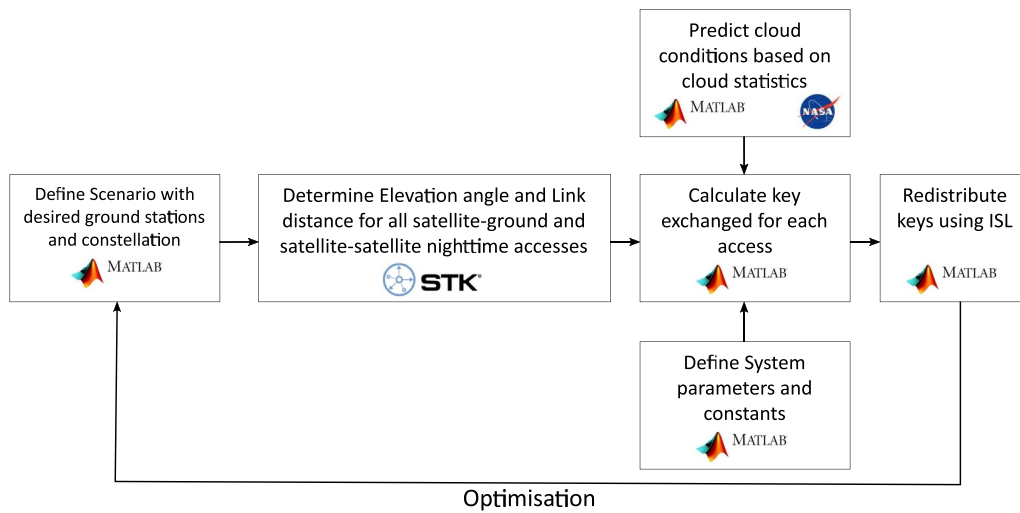 Predict cloud
conditions based on
cloud statistics
MATLAB
NASA
Define Scenario with
desired ground stations
and constellation
MATLAB
Determine Elevation angle and Link
distance for all satellite-ground and
satellite-satellite nighttime accesses
STK®
Calculate key
exchanged for each
access
MATLAB
Redistribute
keys using ISL
MATLAB
Define System
parameters and
constants
MATLAB
Optimisation